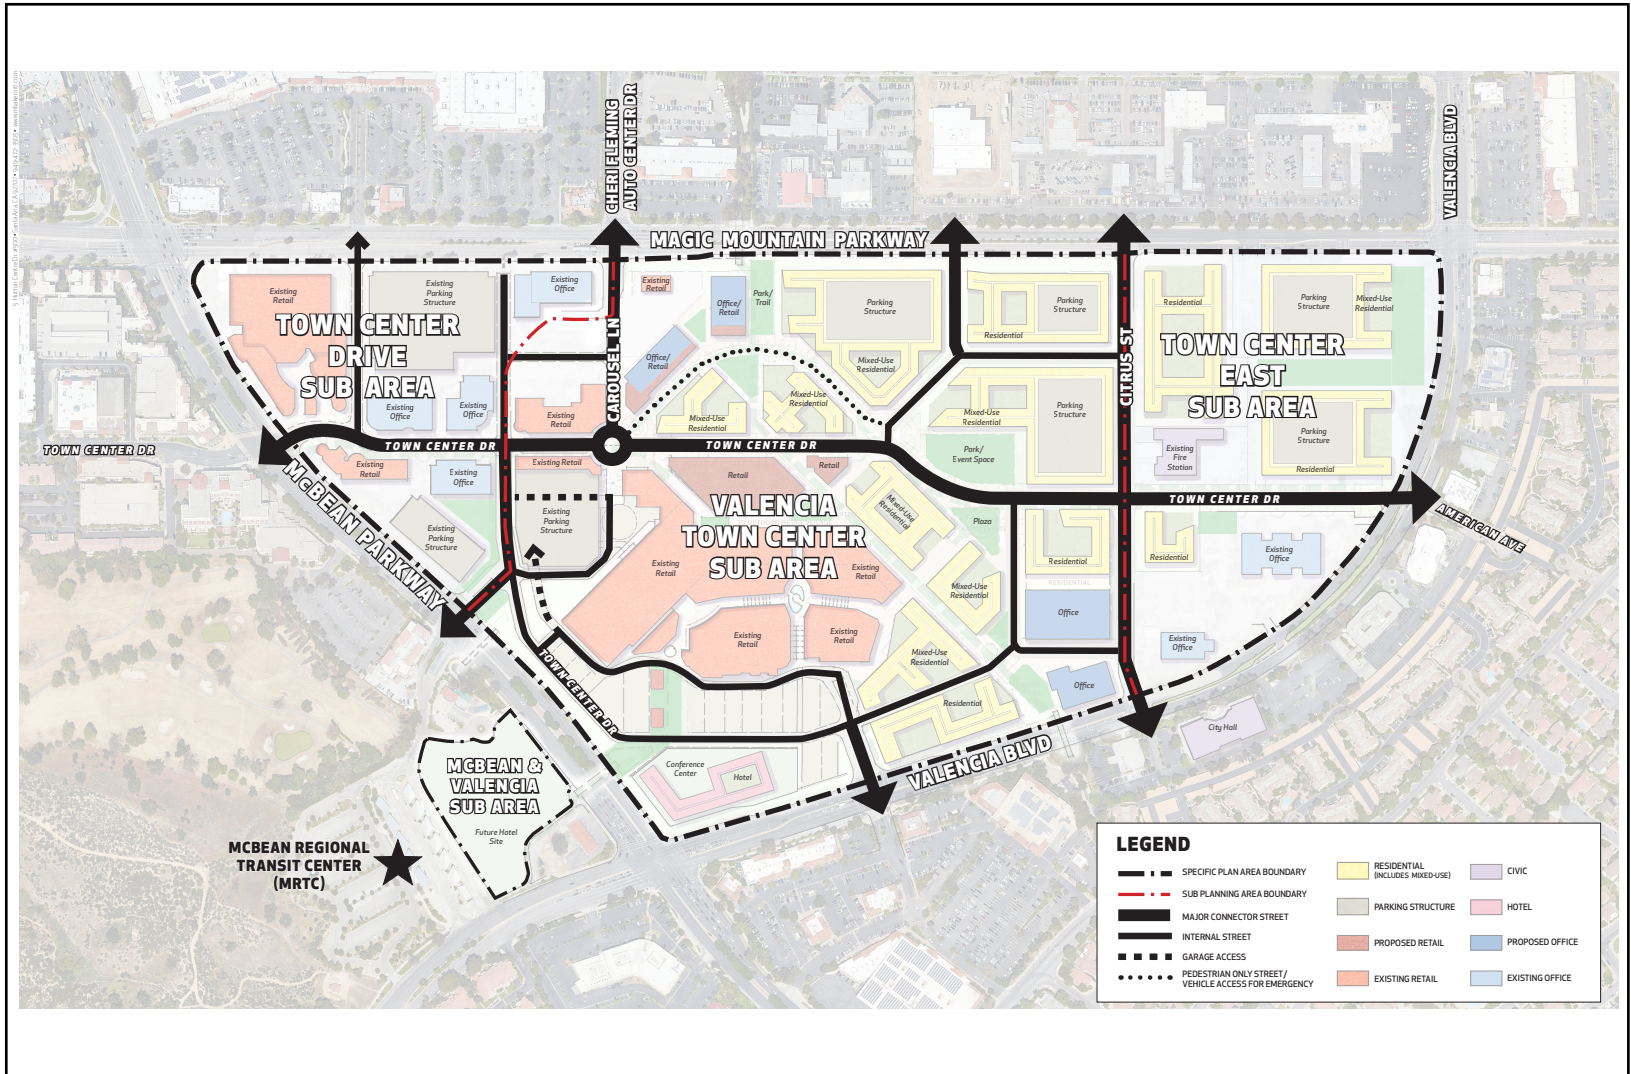 CHERI FLEMING
AUTO CENTER DR
VALENCIA BLVD
MAGIC MOUNTAIN PARKWAY
Existing
Retail
Existing
Parking
Structure
Existing
Office
Existing
Retail
Office/
Retail
Park/
Trail
Parking
Structure
Residential
Parking
Structure
Residential
Parking
Structure
Mixed-Use
Residential
TOWN CENTER
DRIVE
SUB AREA
CAROUSEL LN
Office/
Retail
Mixed-Use
Residential
CITRUS ST
TOWN CENTER
EAST
SUB AREA
Existing
Office
Existing
Office
Existing
Retail
Mixed-Use
Residential
Mixed-Use
Residential
Mixed-Use
Residential
Parking
Structure
Parking
Structure
Residential
TOWN CENTER DR
TOWN CENTER DR
TOWN CENTER DR
Existing
Retail
Existing
Office
Existing Retail
Retail
Retail
Park/
Event Space
Existing
Fire
Station
TOWN CENTER DR
McBEAN PARKWAY
Existing
Parking
Structure
Existing
Parking
Structure
VALENCIA
TOWN CENTER
SUB AREA
Mixed-Use
Residential
Plaza
AMERICAN AVE
Existing
Retail
Existing
Retail
Residential
RESIDENTIAL
Residential
Existing
Office
Mixed-Use
Residential
Office
Existing
Retail
Existing
Retail
Mixed-Use
Residential
Existing
Office
TOWN CENTER DR
Office
Residential
City Hall
VALENCIA BLVD
Conference
Center
Hotel
MCBEAN &
VALENCIA
SUB AREA
Future Hotel
Site
MCBEAN REGIONAL
TRANSIT CENTER
(MRTC)
LEGEND
SPECIFIC PLAN AREA BOUNDARY
SUB PLANNING AREA BOUNDARY
MAJOR CONNECTOR STREET
INTERNAL STREET
GARAGE ACCESS
PEDESTRIAN ONLY STREET/
VEHICLE ACCESS FOR EMERGENCY
RESIDENTIAL
(INCLUDES MIXED-USE)
PARKING STRUCTURE
PROPOSED RETAIL
EXISTING RETAIL
CIVIC
HOTEL
PROPOSED OFFICE
EXISTING OFFICE